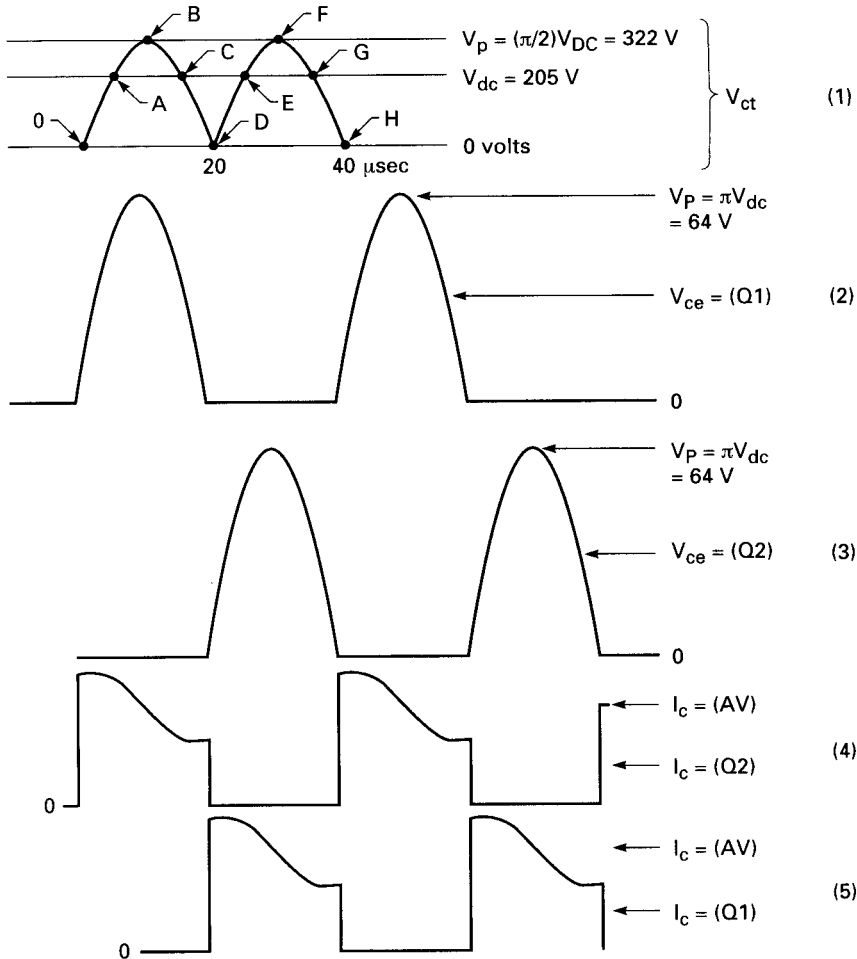 B
F
V_p = (π/2)V_DC = 322 V
C
G
V_dc = 205 V
A
E
V_ct
(1)
0
D
H
0 volts
20
40 μsec
V_P = πV_dc
= 64 V
V_ce = (Q1)
(2)
0
V_P = πV_dc
= 64 V
V_ce = (Q2)
(3)
0
I_c = (AV)
(4)
I_c = (Q2)
0
I_c = (AV)
(5)
I_c = (Q1)
0